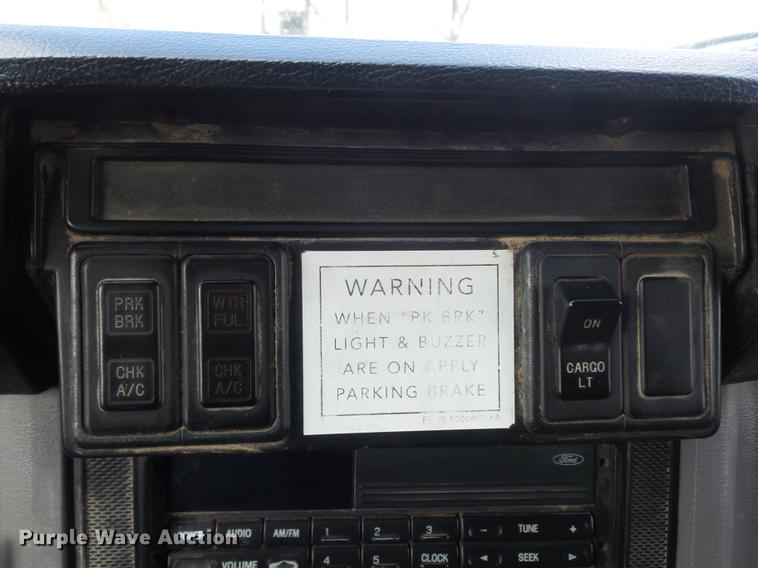 PRK
BRK
WTR
FUL
CHK
A/C
CHK
A/C
WARNING
WHEN "PK BRK"
LIGHT & BUZZER
ARE ON APPLY
PARKING BRAKE
ON
CARGO
LT
Ford
AUDIO AM/FM 1 2 3 - TUNE +
VOLUME 4 5 CLOCK SEEK
Purple Wave Auction